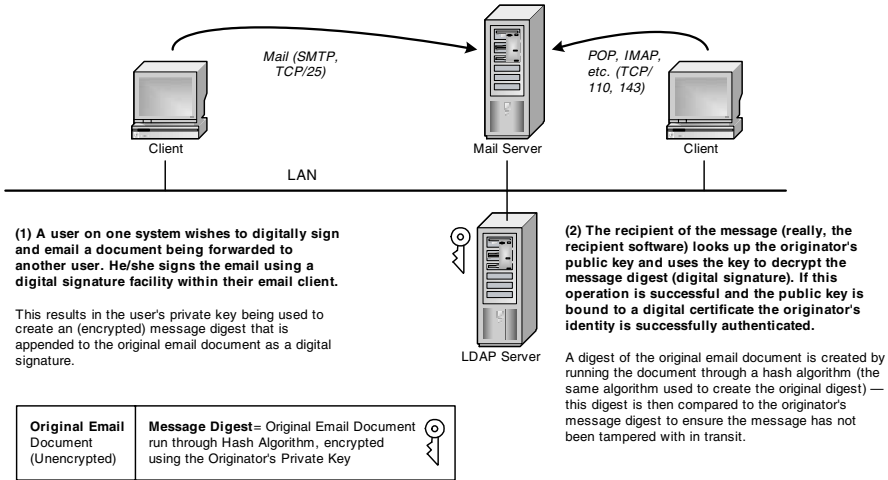 Mail (SMTP,
TCP/25)
POP, IMAP,
etc. (TCP/
110, 143)
Client
Mail Server
Client
LAN
(1) A user on one system wishes to digitally sign
and email a document being forwarded to
another user. He/she signs the email using a
digital signature facility within their email client.
This results in the user's private key being used to
create an (encrypted) message digest that is
appended to the original email document as a digital
signature.
LDAP Server
(2) The recipient of the message (really, the
recipient software) looks up the originator's
public key and uses the key to decrypt the
message digest (digital signature). If this
operation is successful and the public key is
bound to a digital certificate the originator's
identity is successfully authenticated.
A digest of the original email document is created by
running the document through a hash algorithm (the
same algorithm used to create the original digest) —
this digest is then compared to the originator's
message digest to ensure the message has not
been tampered with in transit.
Original Email
Document
(Unencrypted)
Message Digest= Original Email Document
run through Hash Algorithm, encrypted
using the Originator's Private Key